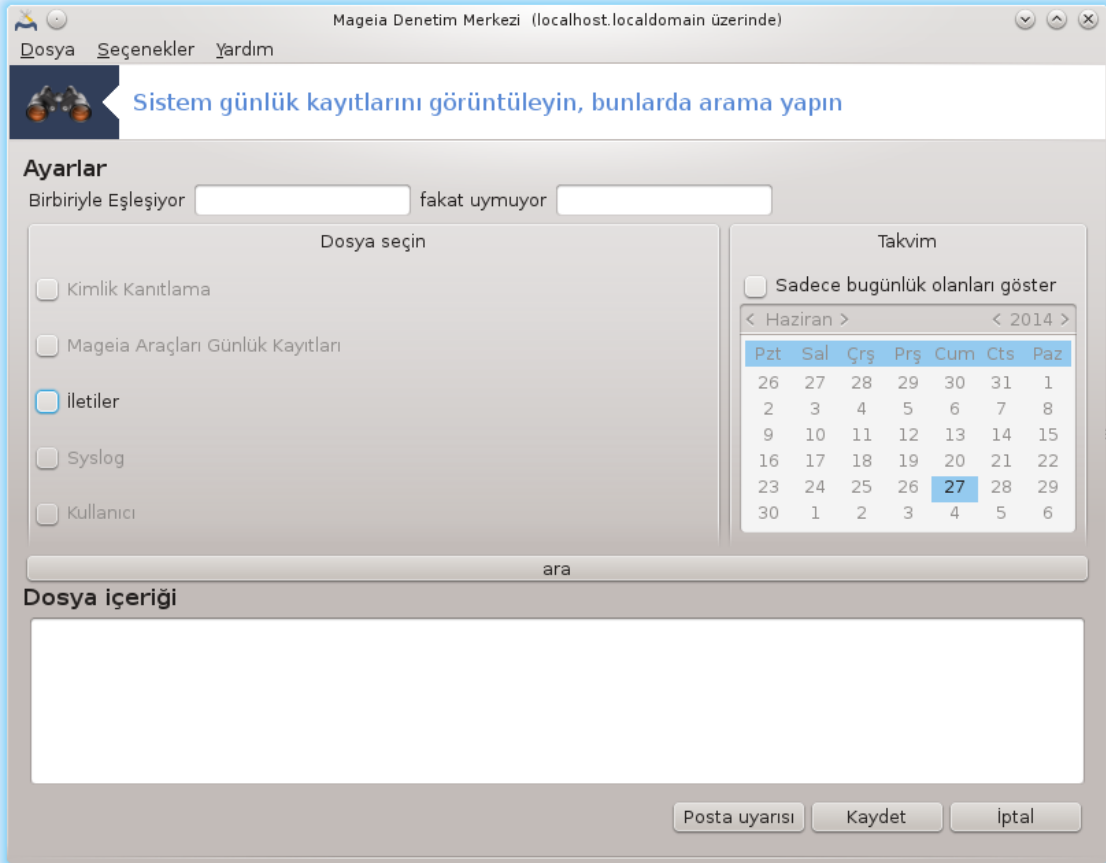 Mageia Denetim Merkezi (localhost.localdomain üzerinde)
Dosya Seçenekler Yardım
Sistem günlük kayıtlarını görüntüleyin, bunlarda arama yapın
Ayarlar
Birbiriyle Eşleşiyor fakat uymuyor
Dosya seçin
Kimlik Kanıtlama
Mageia Araçları Günlük Kayıtları
İletiler
Syslog
Kullanıcı
Takvim
Sadece bugünlük olanları göster
< Haziran > < 2014 >
Pzt Sal Çrş Prş Cum Cts Paz
26 27 28 29 30 31 1
2 3 4 5 6 7 8
9 10 11 12 13 14 15
16 17 18 19 20 21 22
23 24 25 26 27 28 29
30 1 2 3 4 5 6
ara
Dosya içeriği
Posta uyarısı Kaydet İptal